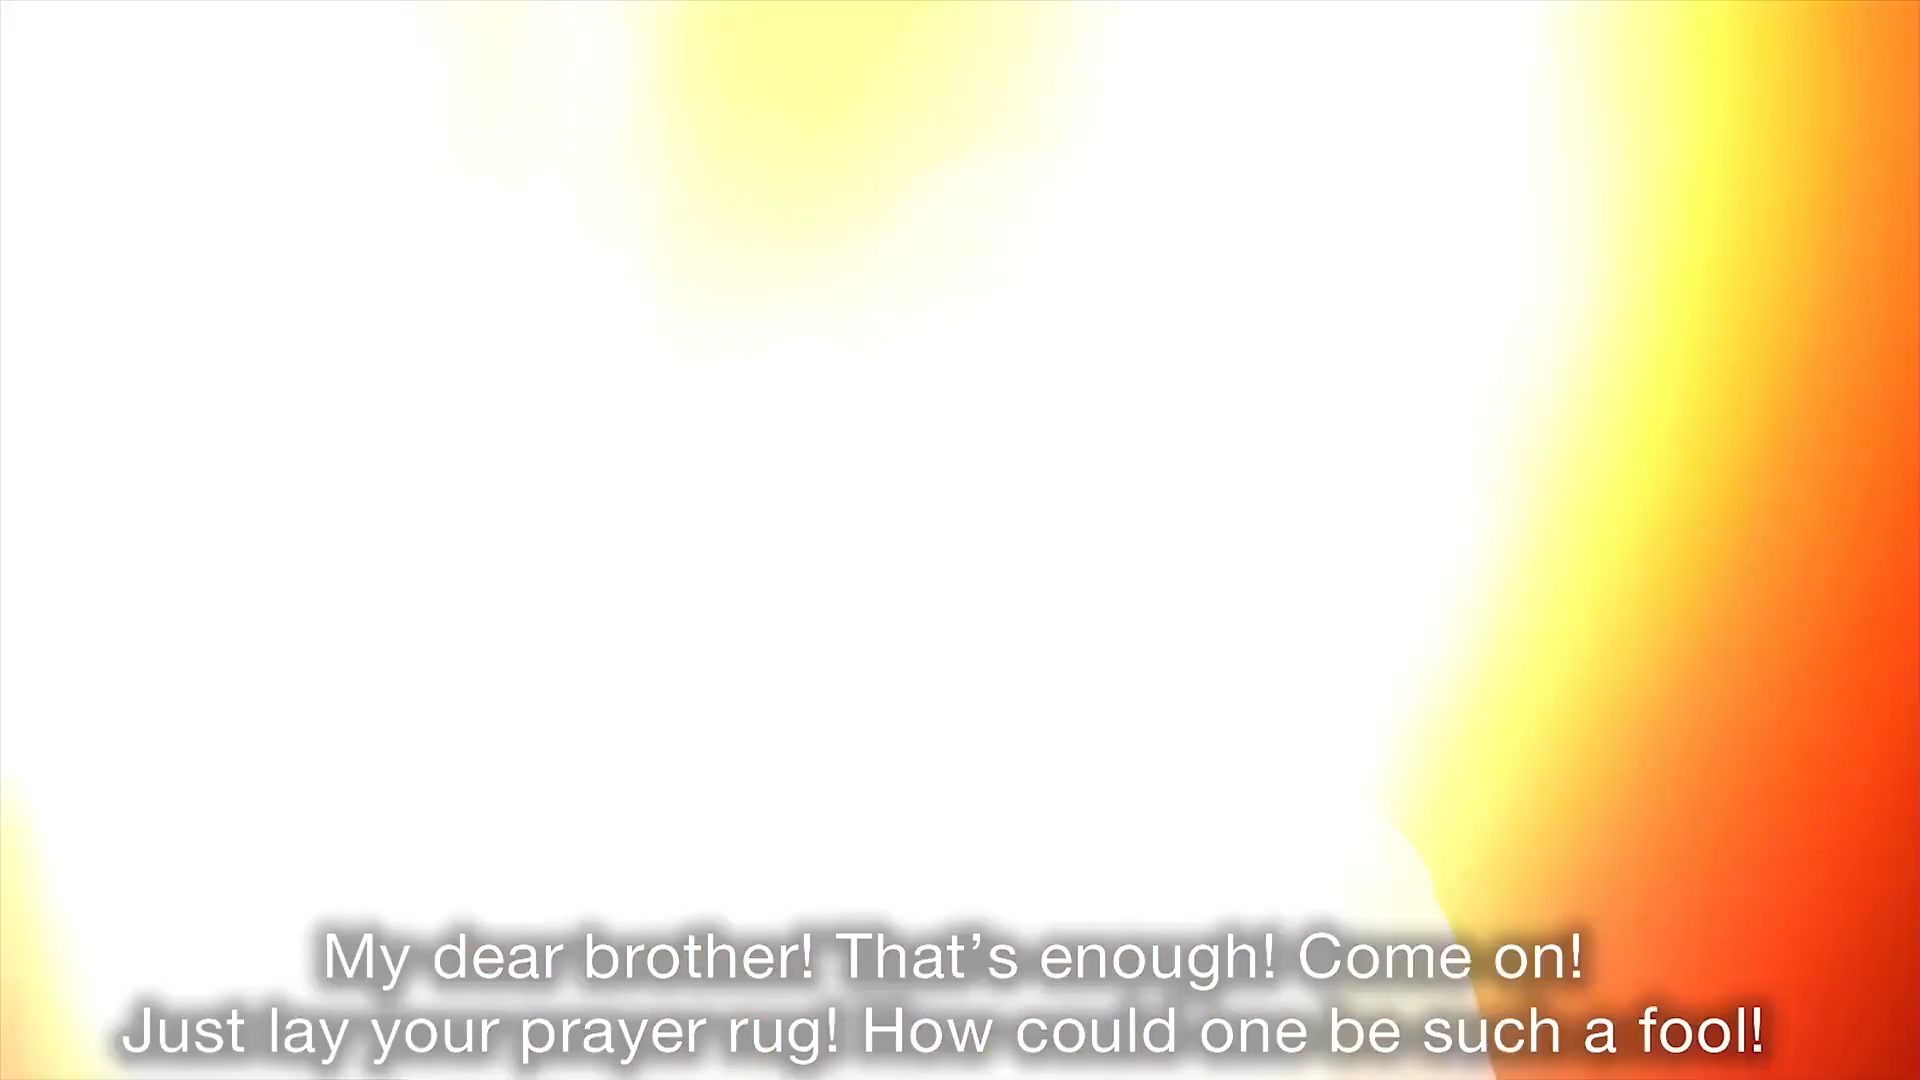 My dear brother! That’s enough! Come on!
Just lay your prayer rug! How could one be such a fool!